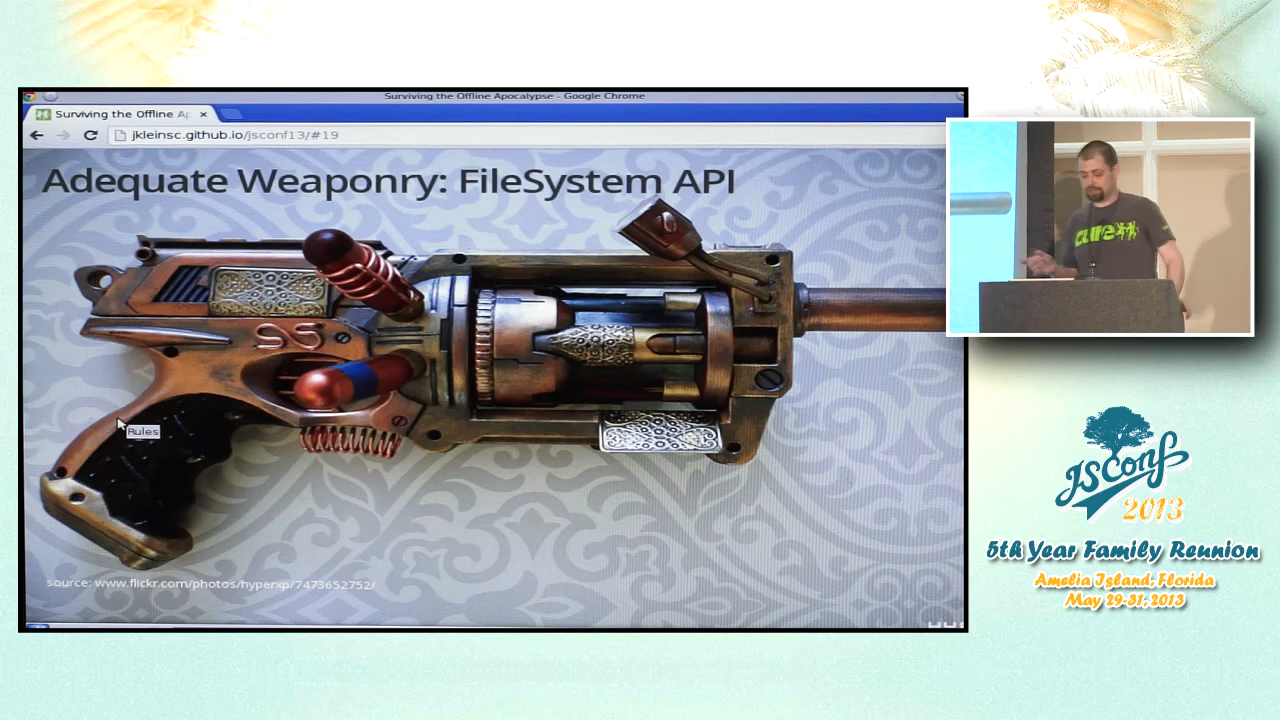 Surviving the Offline Apocalypse - Google Chrome
Surviving the Offline Ap
jkleinsc.github.io/jsconf13/#19
Adequate Weaponry: FileSystem API
Rules
source: www.flickr.com/photos/hyperxp/7473652752/
JSConf
2013
5th Year Family Reunion
Amelia Island, Florida
May 29-31, 2013